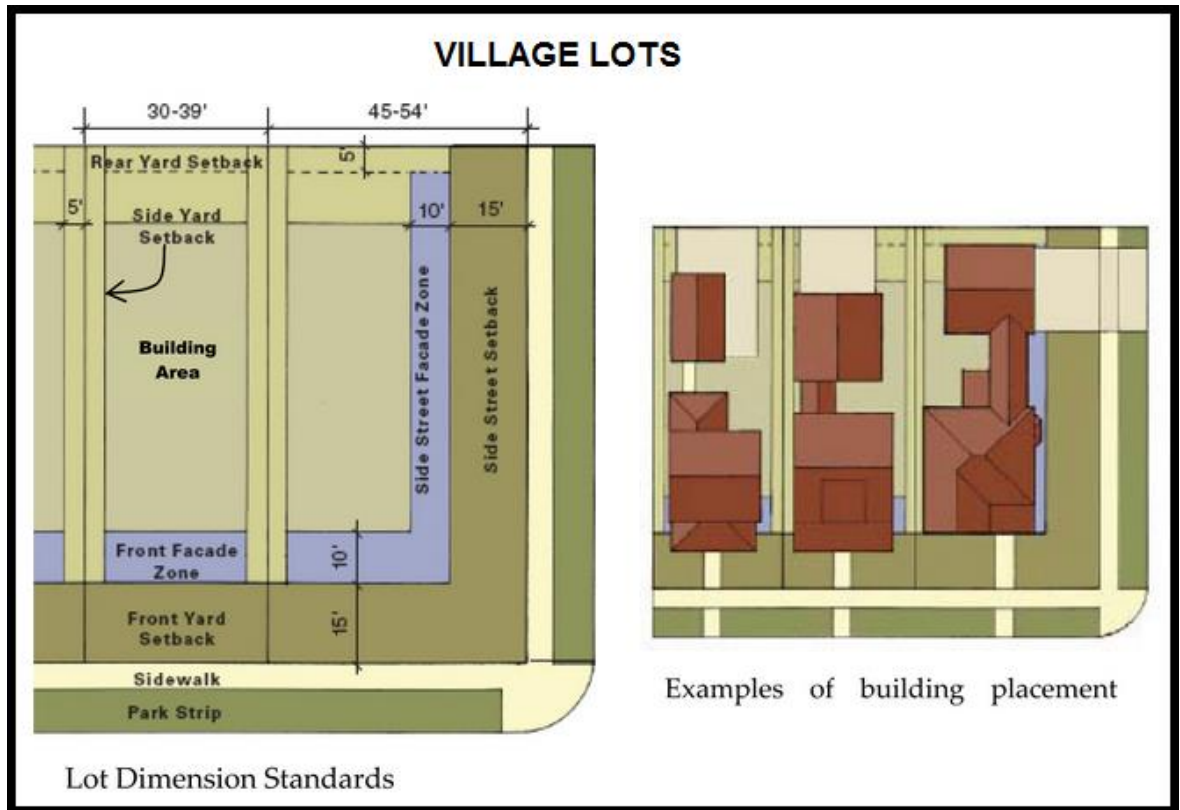 VILLAGE LOTS
30-39'
45-54'
Rear Yard Setback
5'
5'
Side Yard
Setback
10'
15'
Building
Area
Side Street Facade Zone
Side Street Setback
Front Facade
Zone
10'
Front Yard
Setback
15'
Sidewalk
Park Strip
Lot Dimension Standards
Examples of building placement